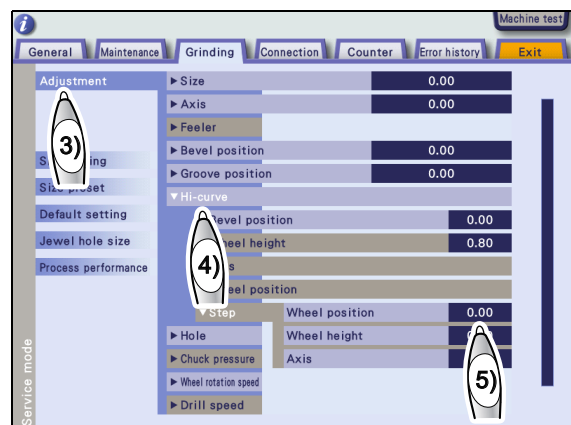 Machine test
General Maintenance Grinding Connection Counter Error history Exit
Adjustment
Size preset
Default setting
Jewel hole size
Process performance
Size 0.00
Axis 0.00
Feeler
Bevel position 0.00
Groove position 0.00
Hi-curve
Bevel position 0.00
Wheel height 0.80
Step Wheel position 0.00
Hole Wheel height
Chuck pressure Axis
Wheel rotation speed
Drill speed
Service mode
3)
4)
5)